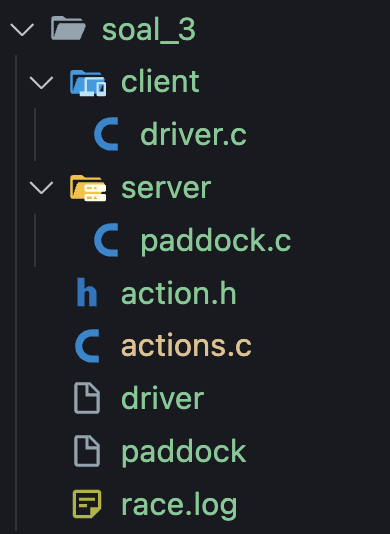 soal_3
client
C driver.c
server
C paddock.c
h action.h
C actions.c
driver
paddock
race.log